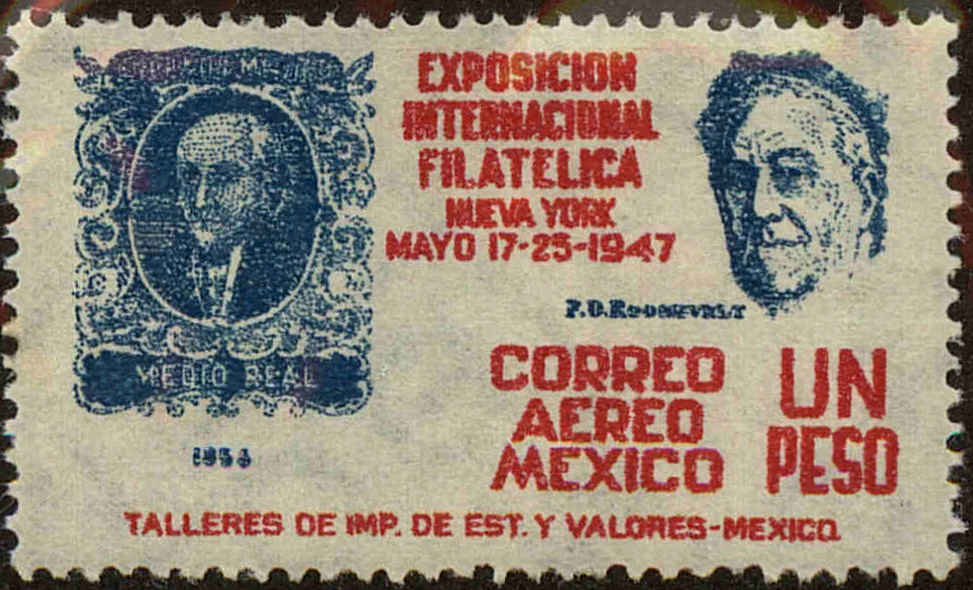 MEDIO REAL
EXPOSICION
INTERNACIONAL
FILATELICA
NUEVA YORK
MAYO 17-25-1947
F.D.ROOSEVELT
CORREO
AEREO
MEXICO
UN
PESO
TALLERES DE IMP. DE EST. Y VALORES-MEXICO.